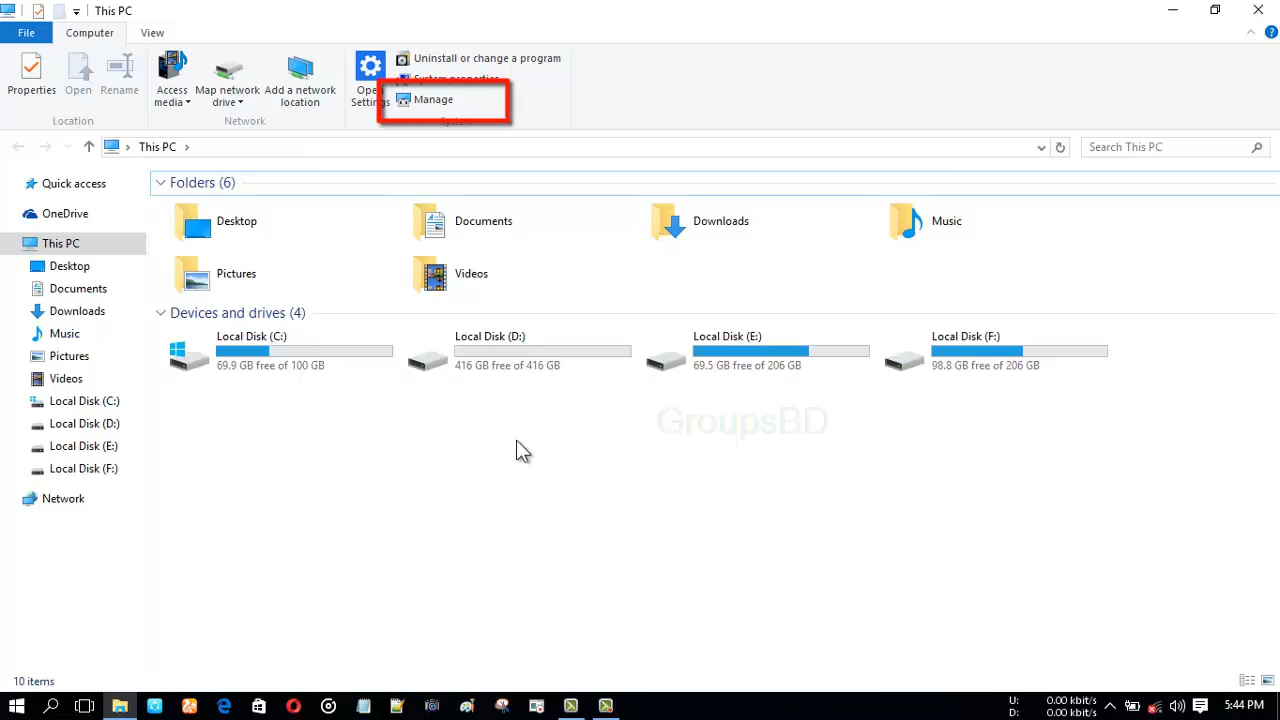 This PC
File
Computer
View
Properties
Open
Rename
Location
Access media
Map network drive
Add a network location
Network
Open Settings
Uninstall or change a program
System properties
Manage
System
This PC
Search This PC
Quick access
OneDrive
This PC
Desktop
Documents
Downloads
Music
Pictures
Videos
Local Disk (C:)
Local Disk (D:)
Local Disk (E:)
Local Disk (F:)
Network
Folders (6)
Desktop
Documents
Downloads
Music
Pictures
Videos
Devices and drives (4)
Local Disk (C:)
69.9 GB free of 100 GB
Local Disk (D:)
416 GB free of 416 GB
Local Disk (E:)
69.5 GB free of 206 GB
Local Disk (F:)
98.8 GB free of 206 GB
GroupsBD
10 items
U: 0.00 kbit/s
D: 0.00 kbit/s
5:44 PM